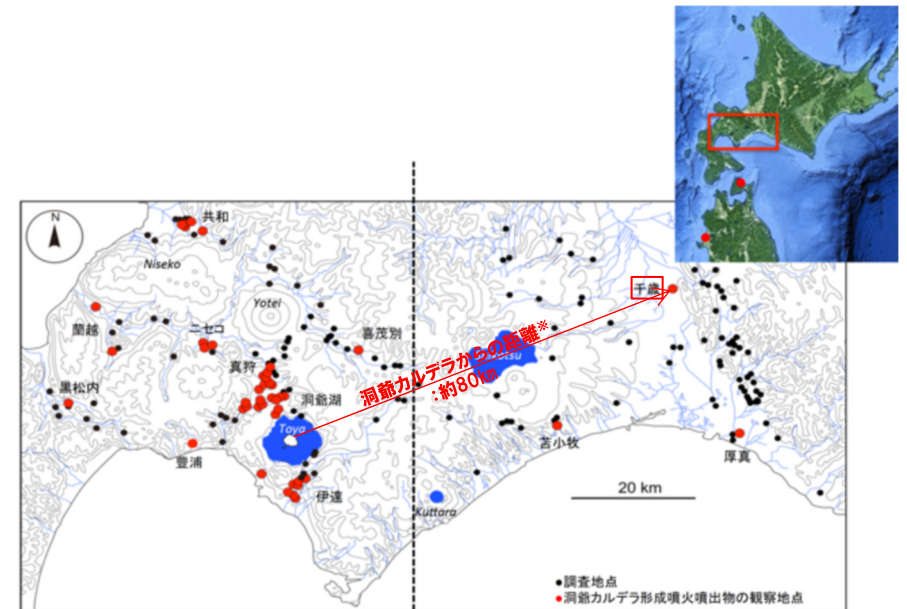 N
共和
Niseko
Yotei
蘭越
ニセコ
喜茂別
真狩
黒松内
洞爺湖
Toya
豊浦
伊達
Kuttara
千歳
洞爺カルデラからの距離※
:約80㎞
苫小牧
厚真
20 km
●調査地点
●洞爺カルデラ形成噴火噴出物の観察地点